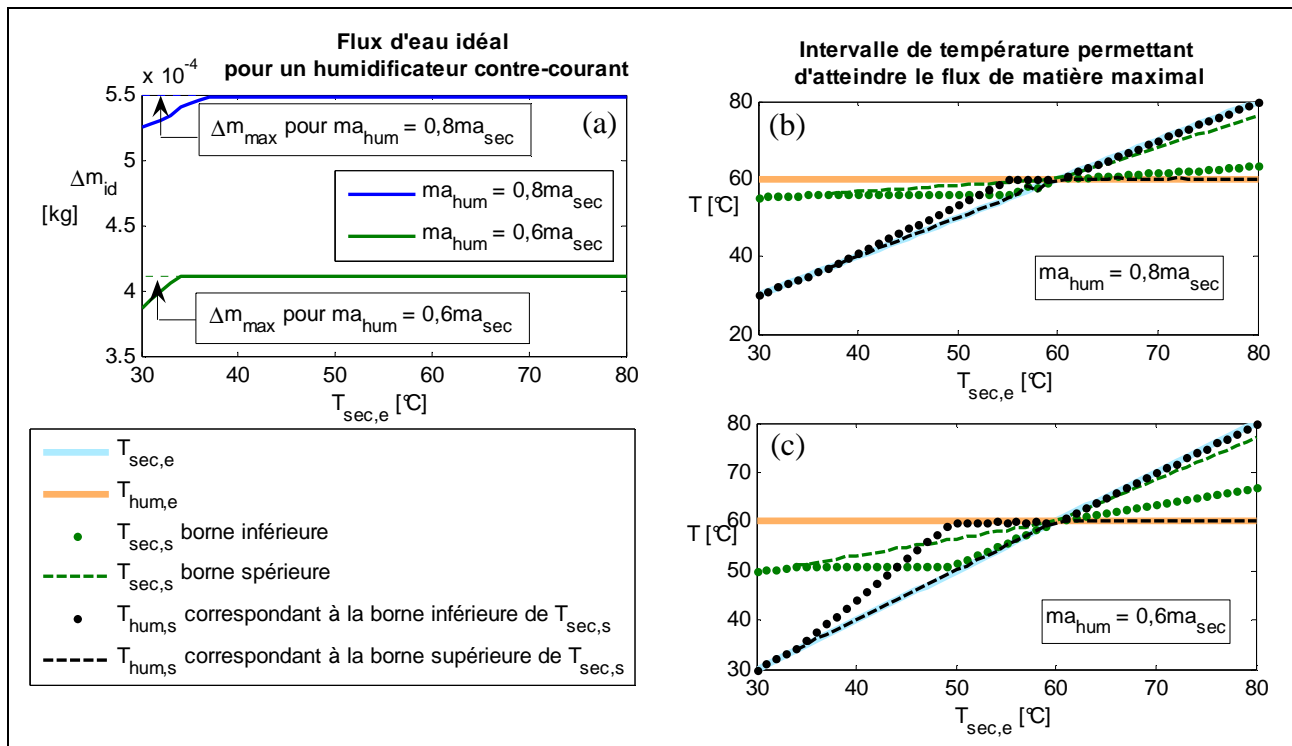 Flux d'eau idéal
pour un humidificateur contre-courant
x 10^-4
5.5
5
4.5
4
3.5
Δm_id
[kg]
(a)
Δm_max pour ma_hum = 0,8ma_sec
ma_hum = 0,8ma_sec
ma_hum = 0,6ma_sec
Δm_max pour ma_hum = 0,6ma_sec
30 40 50 60 70 80
T_sec,e [°C]
Intervalle de température permettant
d'atteindre le flux de matière maximal
80
60
40
20
T [°C]
(b)
ma_hum = 0,8ma_sec
30 40 50 60 70 80
T_sec,e [°C]
80
70
60
50
40
30
T [°C]
(c)
ma_hum = 0,6ma_sec
30 40 50 60 70 80
T_sec,e [°C]
T_sec,e
T_hum,e
T_sec,s borne inférieure
T_sec,s borne spérieure
T_hum,s correspondant à la borne inférieure de T_sec,s
T_hum,s correspondant à la borne supérieure de T_sec,s